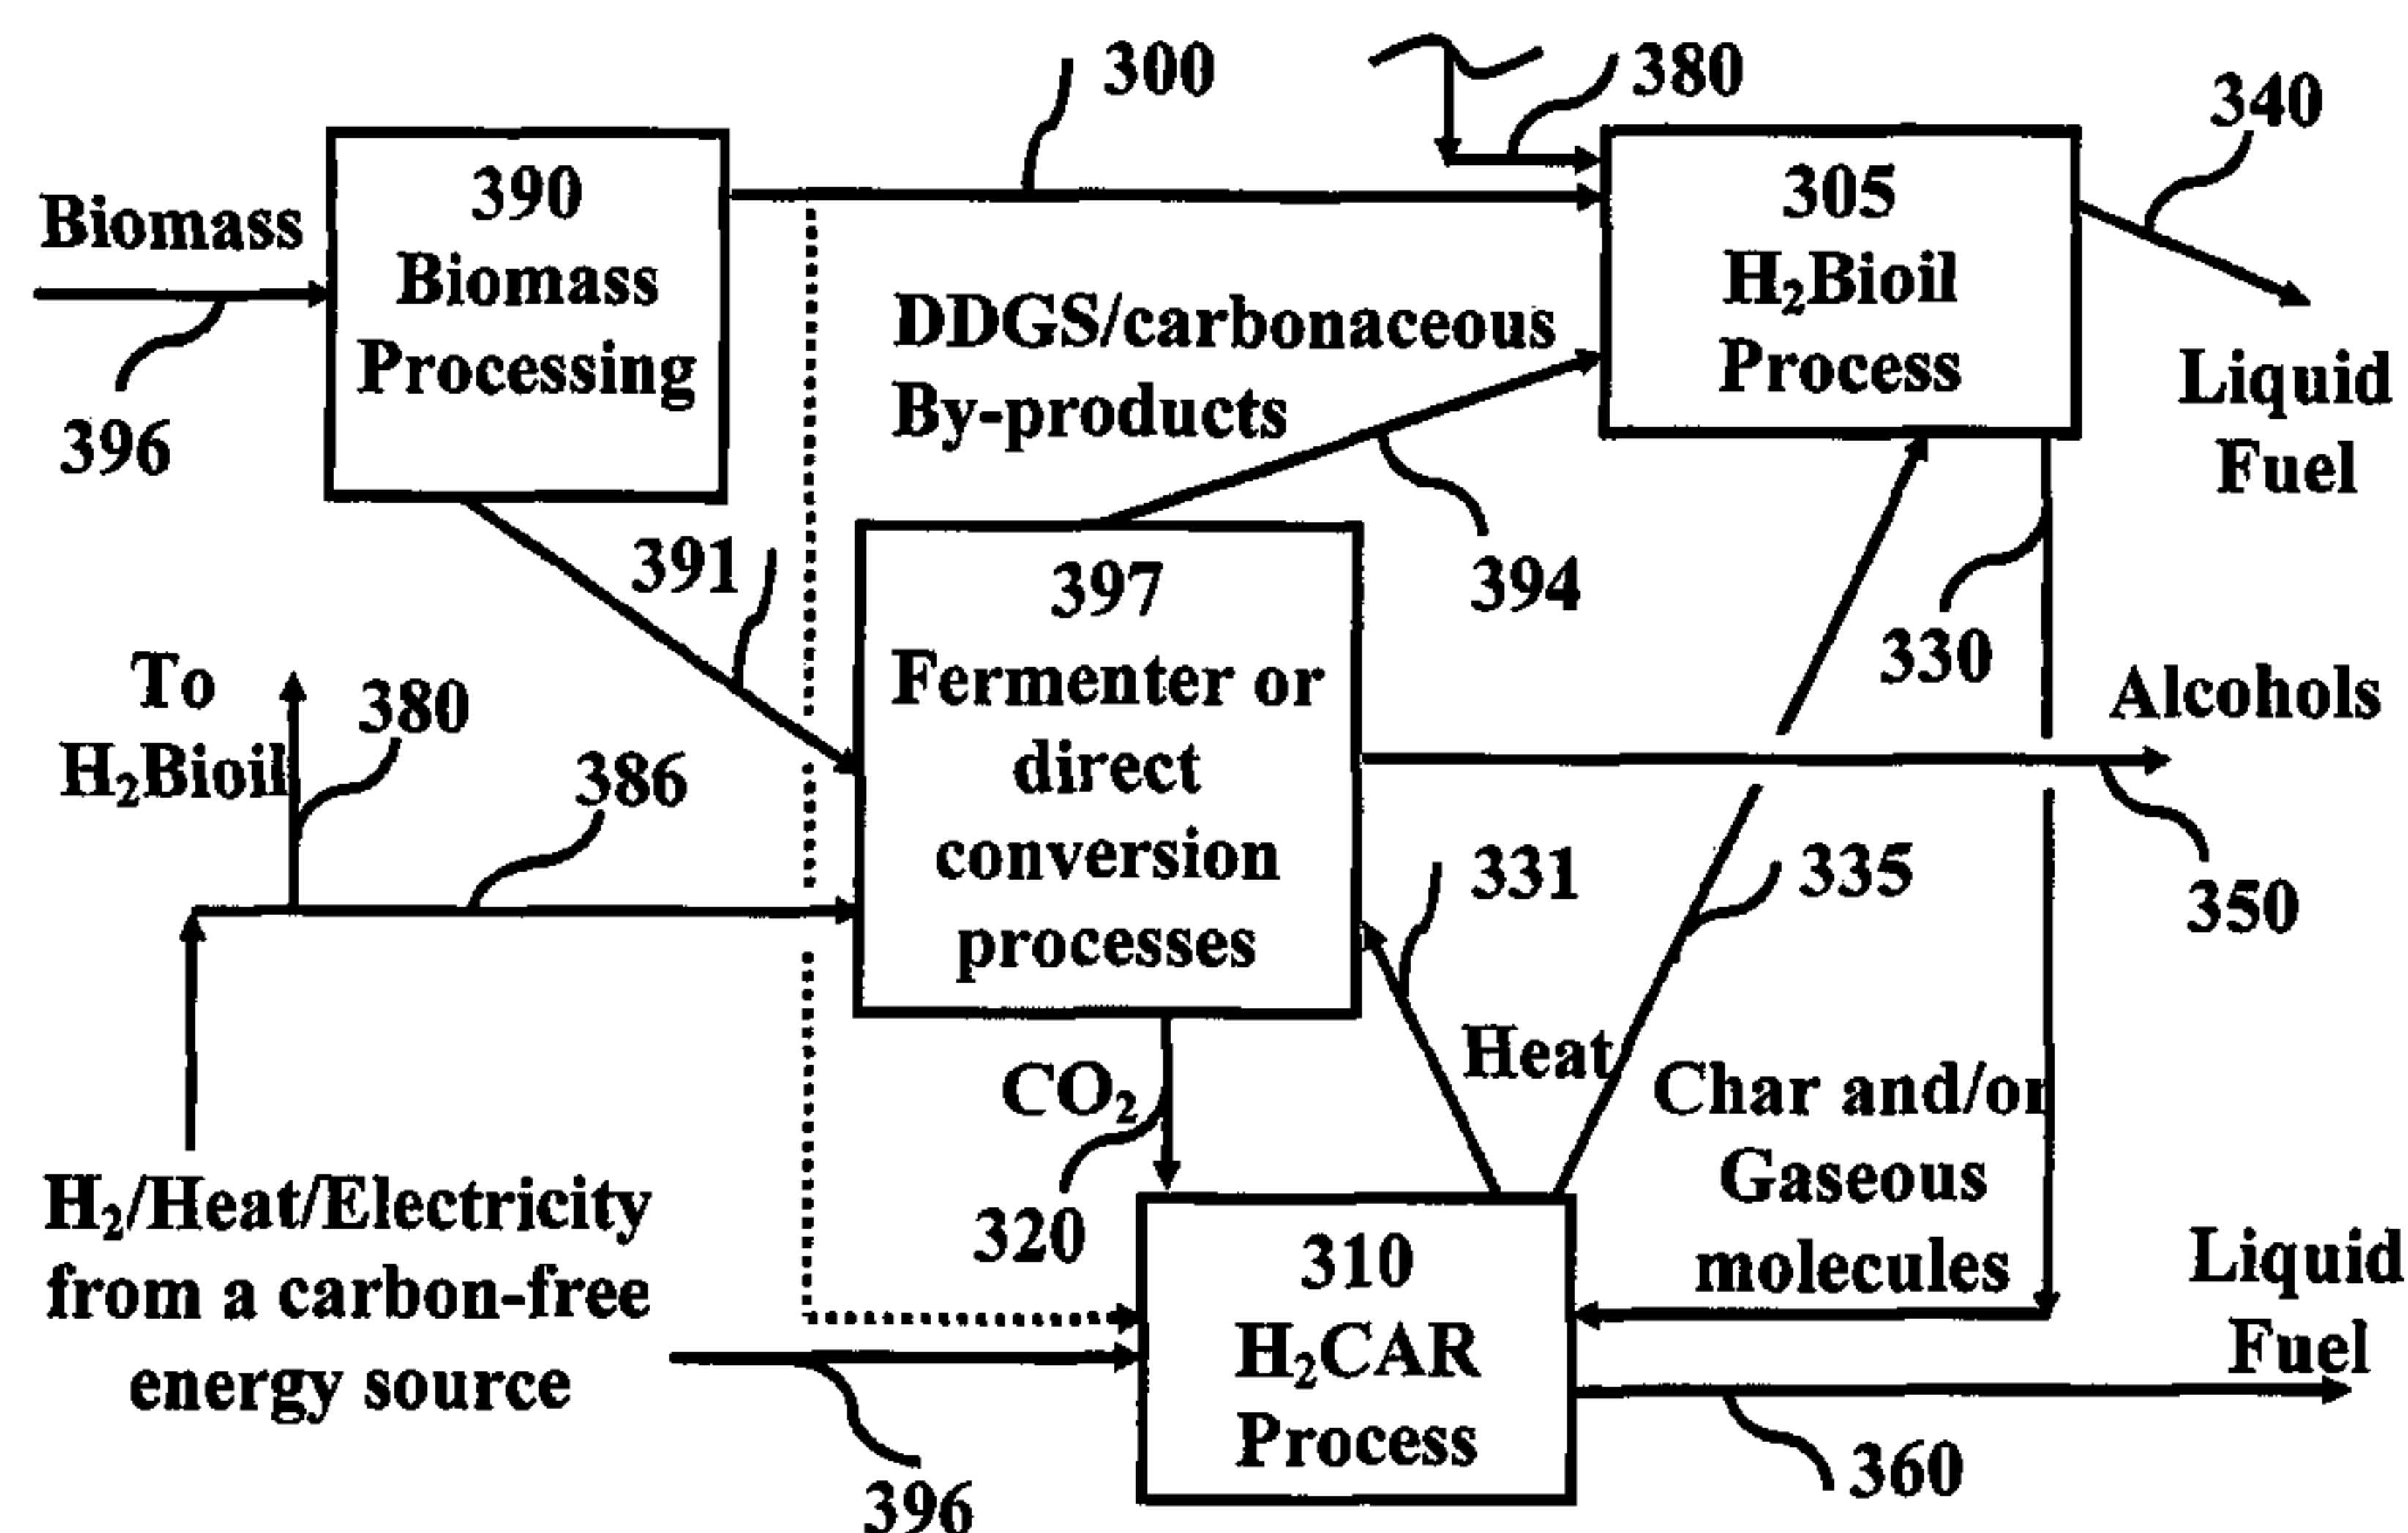 300
380
340
390
Biomass
Processing
Biomass
396
305
H₂Bioil
Process
DDGS/carbonaceous
By-products
Liquid
Fuel
391
394
330
397
Fermenter or
direct
conversion
processes
To
H₂Bioil
380
386
Alcohols
350
331
335
Heat
CO₂
320
Char and/or
Gaseous
molecules
H₂/Heat/Electricity
from a carbon-free
energy source
310
H₂CAR
Process
Liquid
Fuel
396
360